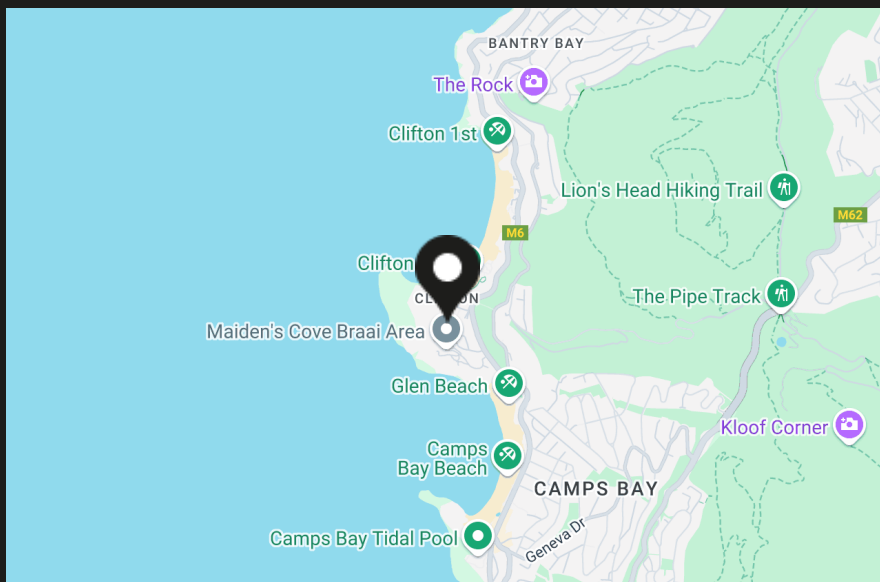 BANTRY BAY
The Rock
Clifton 1st
Lion's Head Hiking Trail
M62
M6
Clifton
The Pipe Track
Maiden's Cove Braai Area
Glen Beach
Kloof Corner
Camps
Bay Beach
CAMPS BAY
Geneva Dr
Camps Bay Tidal Pool